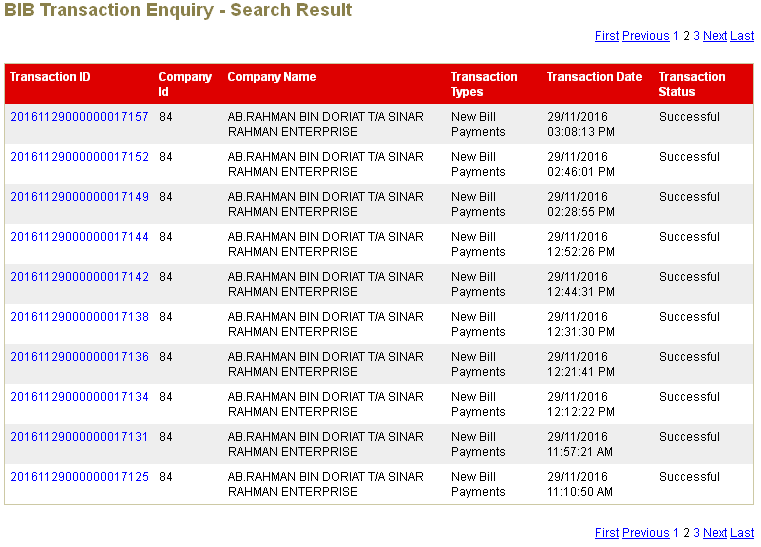 BIB Transaction Enquiry - Search Result
First Previous 1 2 3 Next Last
Transaction ID Company Id Company Name Transaction Types Transaction Date Transaction Status
20161129000000017157 84 AB.RAHMAN BIN DORIAT T/A SINAR New Bill 29/11/2016 Successful
RAHMAN ENTERPRISE Payments 03:08:13 PM
20161129000000017152 84 AB.RAHMAN BIN DORIAT T/A SINAR New Bill 29/11/2016 Successful
RAHMAN ENTERPRISE Payments 02:46:01 PM
20161129000000017149 84 AB.RAHMAN BIN DORIAT T/A SINAR New Bill 29/11/2016 Successful
RAHMAN ENTERPRISE Payments 02:28:55 PM
20161129000000017144 84 AB.RAHMAN BIN DORIAT T/A SINAR New Bill 29/11/2016 Successful
RAHMAN ENTERPRISE Payments 12:52:26 PM
20161129000000017142 84 AB.RAHMAN BIN DORIAT T/A SINAR New Bill 29/11/2016 Successful
RAHMAN ENTERPRISE Payments 12:44:31 PM
20161129000000017138 84 AB.RAHMAN BIN DORIAT T/A SINAR New Bill 29/11/2016 Successful
RAHMAN ENTERPRISE Payments 12:31:30 PM
20161129000000017136 84 AB.RAHMAN BIN DORIAT T/A SINAR New Bill 29/11/2016 Successful
RAHMAN ENTERPRISE Payments 12:21:41 PM
20161129000000017134 84 AB.RAHMAN BIN DORIAT T/A SINAR New Bill 29/11/2016 Successful
RAHMAN ENTERPRISE Payments 12:12:22 PM
20161129000000017131 84 AB.RAHMAN BIN DORIAT T/A SINAR New Bill 29/11/2016 Successful
RAHMAN ENTERPRISE Payments 11:57:21 AM
20161129000000017125 84 AB.RAHMAN BIN DORIAT T/A SINAR New Bill 29/11/2016 Successful
RAHMAN ENTERPRISE Payments 11:10:50 AM
First Previous 1 2 3 Next Last